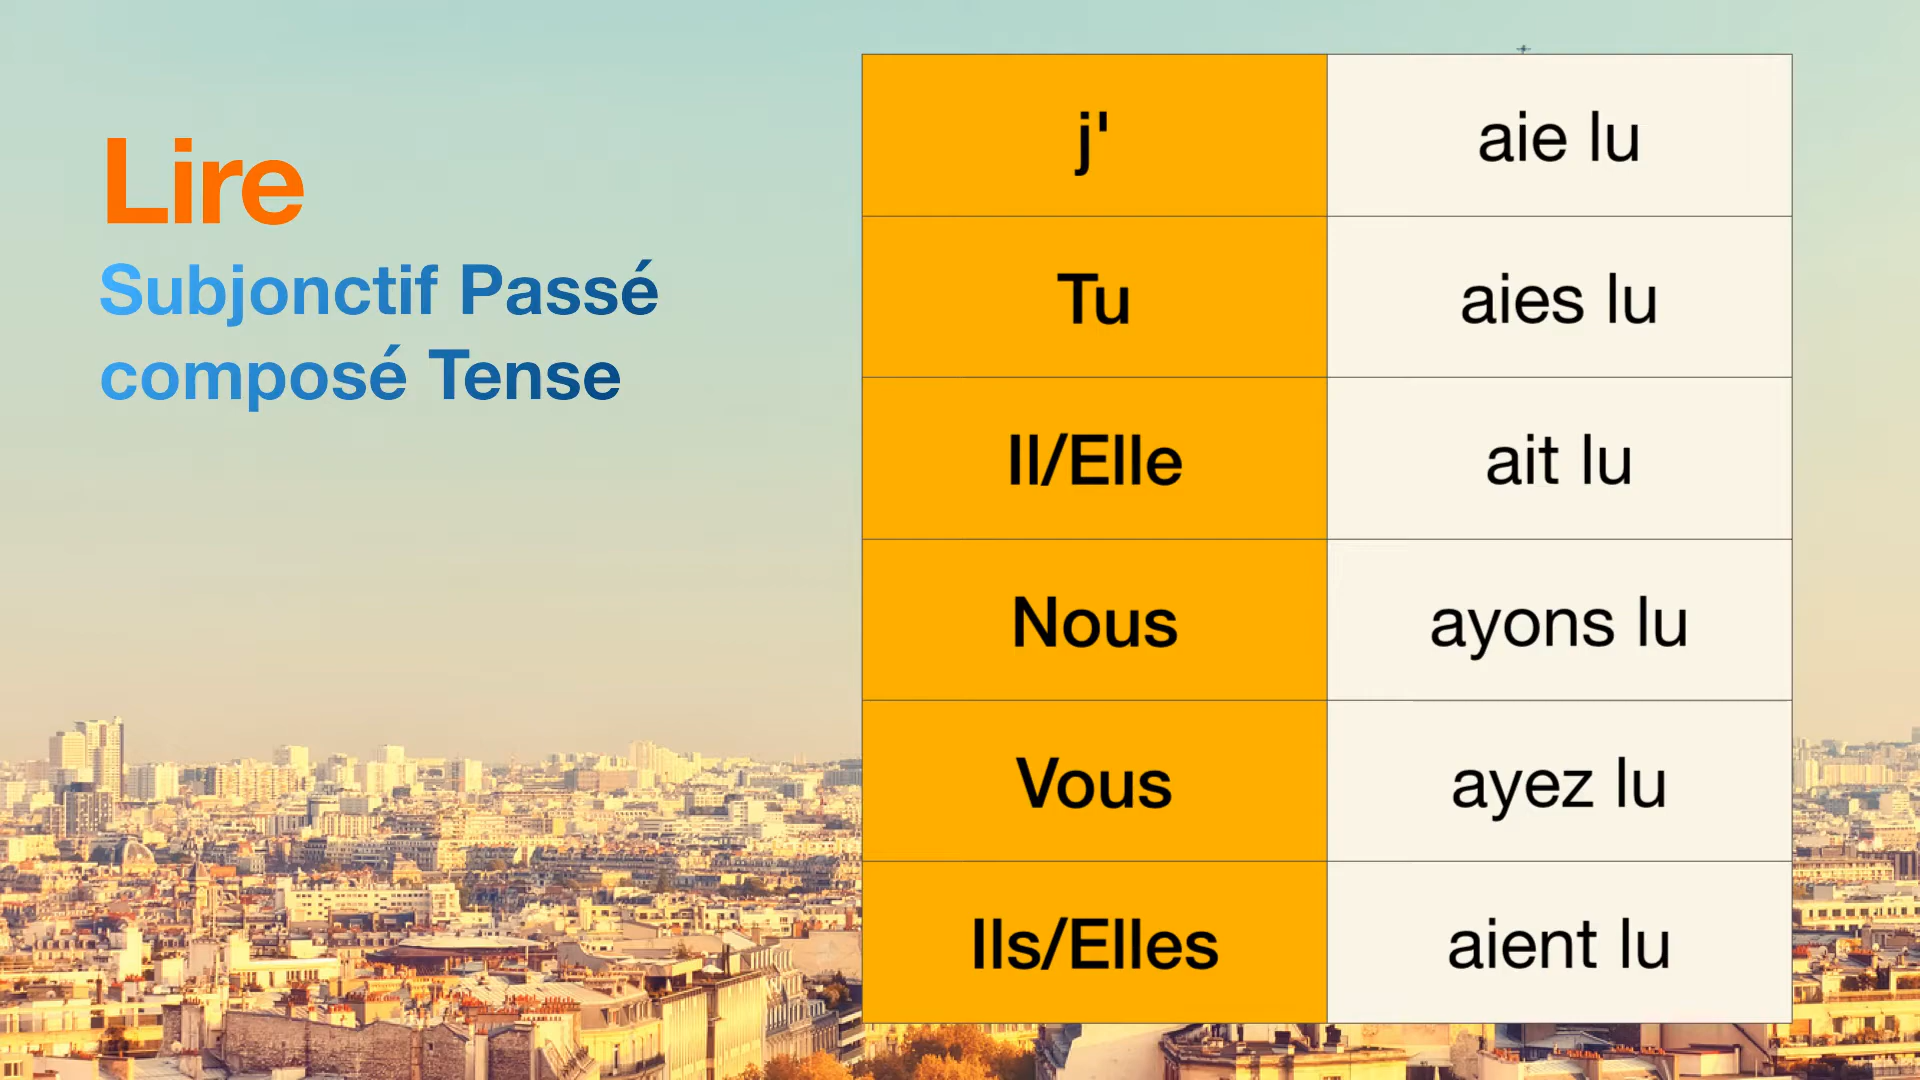 Lire
Subjonctif Passé
composé Tense
j' aie lu
Tu aies lu
Il/Elle ait lu
Nous ayons lu
Vous ayez lu
Ils/Elles aient lu